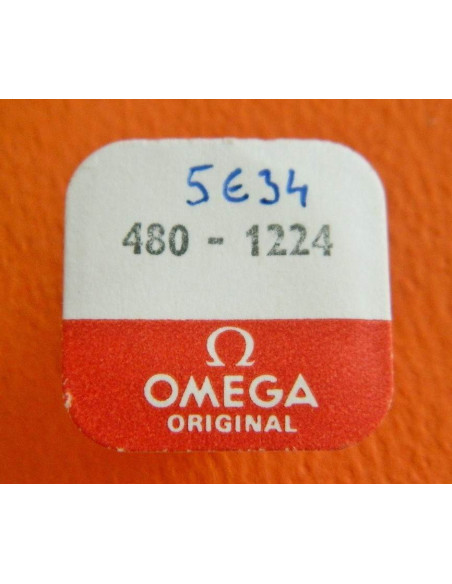 5E34
480 - 1224
Ω
OMEGA
ORIGINAL